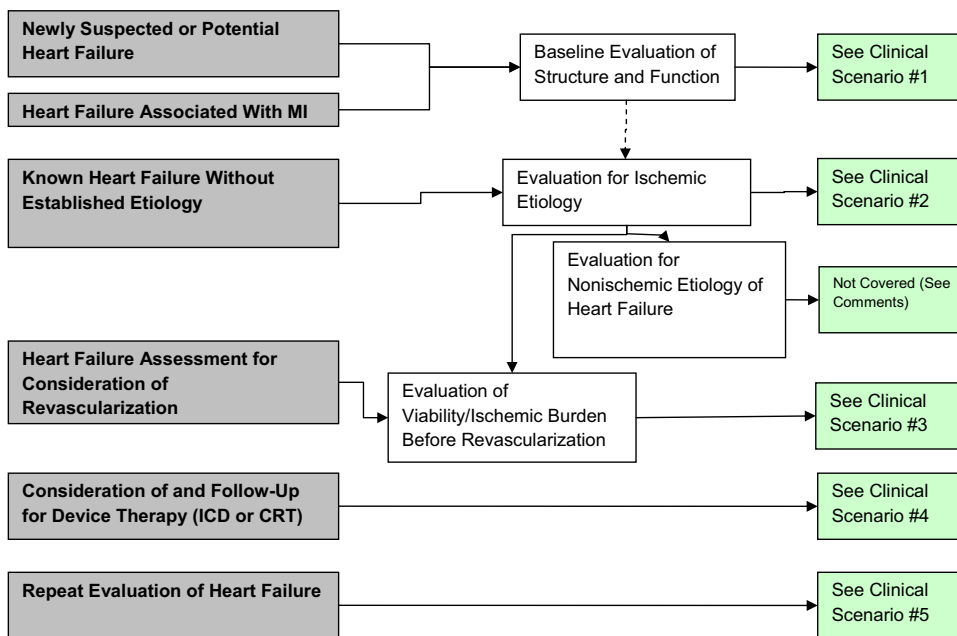 Newly Suspected or Potential
Heart Failure
Heart Failure Associated With MI
Baseline Evaluation of
Structure and Function
See Clinical
Scenario #1
Known Heart Failure Without
Established Etiology
Evaluation for Ischemic
Etiology
See Clinical
Scenario #2
Evaluation for
Nonischemic Etiology of
Heart Failure
Not Covered (See
Comments)
Heart Failure Assessment for
Consideration of
Revascularization
Evaluation of
Viability/Ischemic Burden
Before Revascularization
See Clinical
Scenario #3
Consideration of and Follow-Up
for Device Therapy (ICD or CRT)
See Clinical
Scenario #4
Repeat Evaluation of Heart Failure
See Clinical
Scenario #5